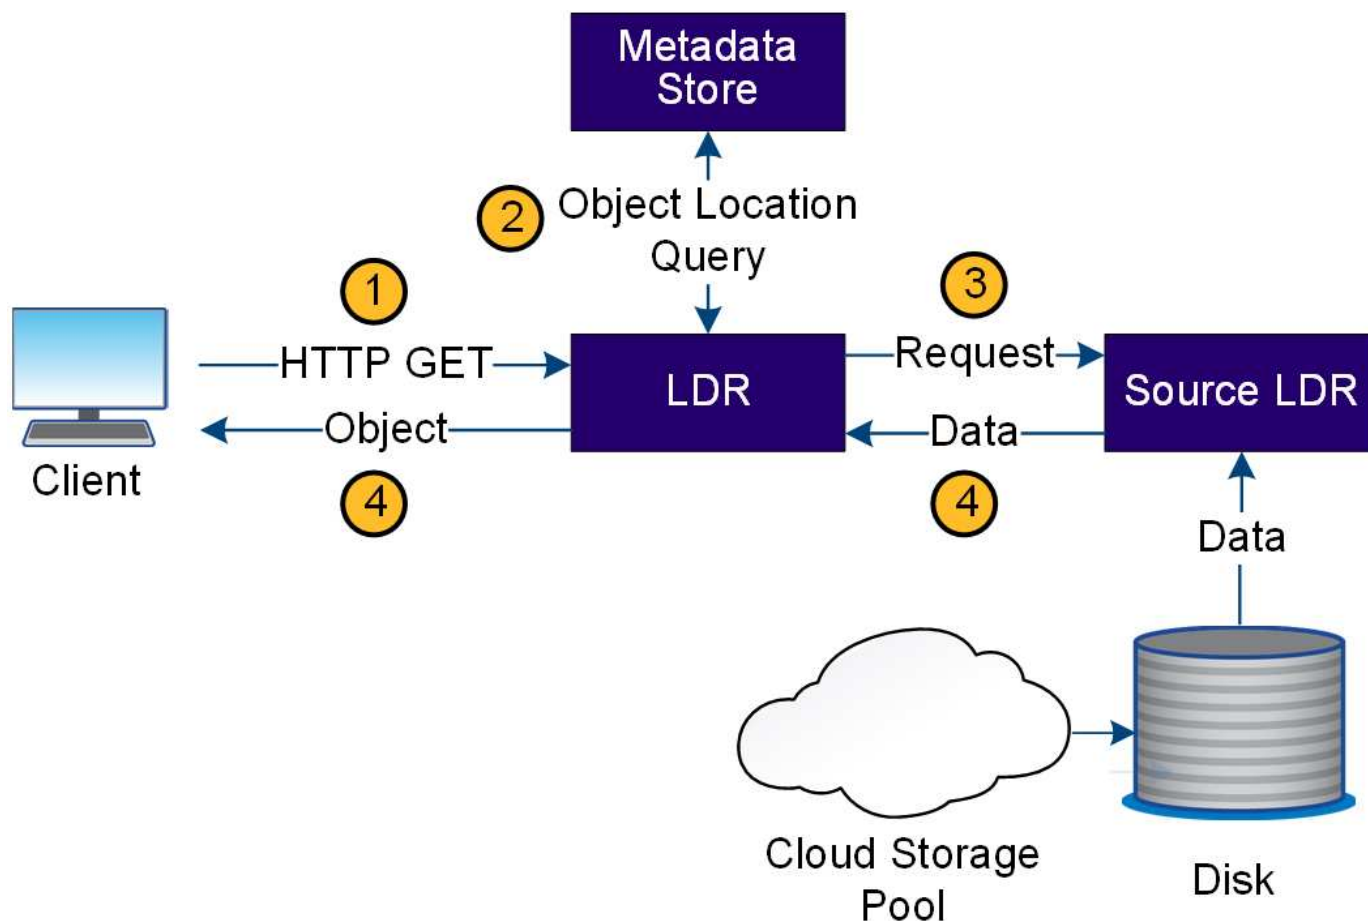 Metadata
Store
2
Object Location
Query
1
3
HTTP GET
LDR
Request
Source LDR
Object
Data
Client
4
4
Data
Cloud Storage
Pool
Disk